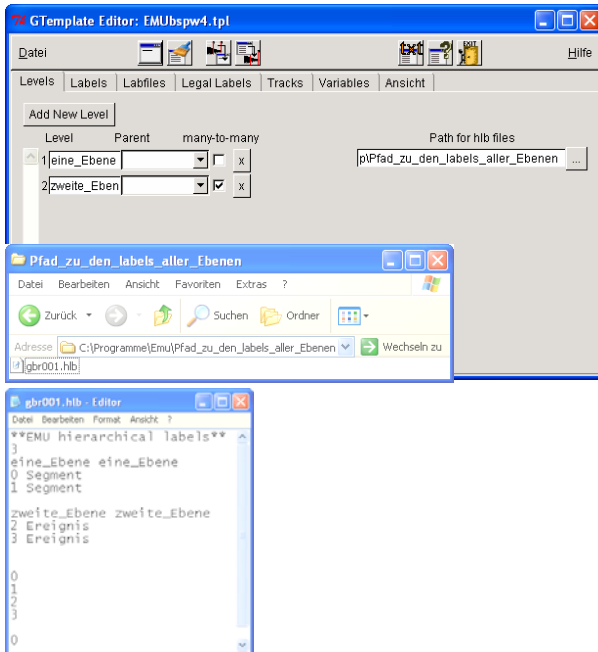 GTemplate Editor: EMUbspw4.tpl
Datei Hilfe
Levels Labels Labfiles Legal Labels Tracks Variables Ansicht
Add New Level
Level Parent many-to-many Path for hlb files
1 eine_Ebene x p\Pfad_zu_den_labels_aller_Ebenen ...
2 zweite_Eben x
Pfad_zu_den_labels_aller_Ebenen
Datei Bearbeiten Ansicht Favoriten Extras ?
Zurück Suchen Ordner
Adresse C:\Programme\Emu\Pfad_zu_den_labels_aller_Ebenen Wechseln zu
gbr001.hlb
gbr001.hlb - Editor
Datei Bearbeiten Format Ansicht ?
**EMU hierarchical labels**
3
eine_Ebene eine_Ebene
0 Segment
1 Segment
zweite_Ebene zweite_Ebene
2 Ereignis
3 Ereignis
0
1
2
3
0